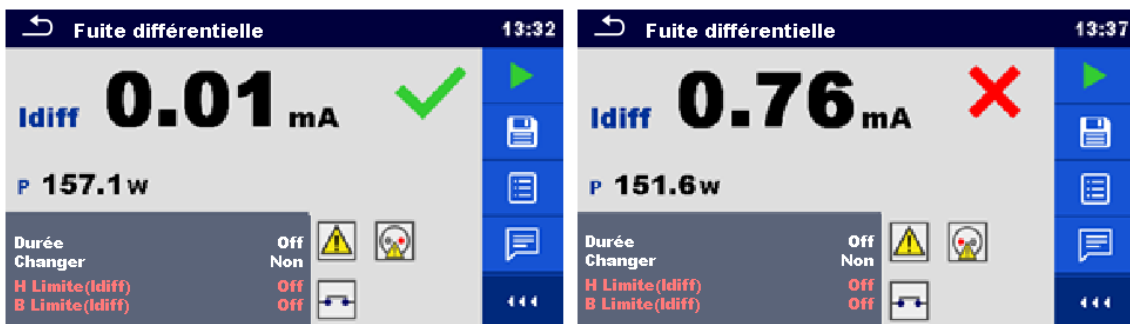 Fuite différentielle 13:32
Idiff 0.01 mA
P 157.1 W
Durée Off
Changer Non
H Limite(Idiff) Off
B Limite(Idiff) Off
Fuite différentielle 13:37
Idiff 0.76 mA
P 151.6 W
Durée Off
Changer Non
H Limite(Idiff) Off
B Limite(Idiff) Off